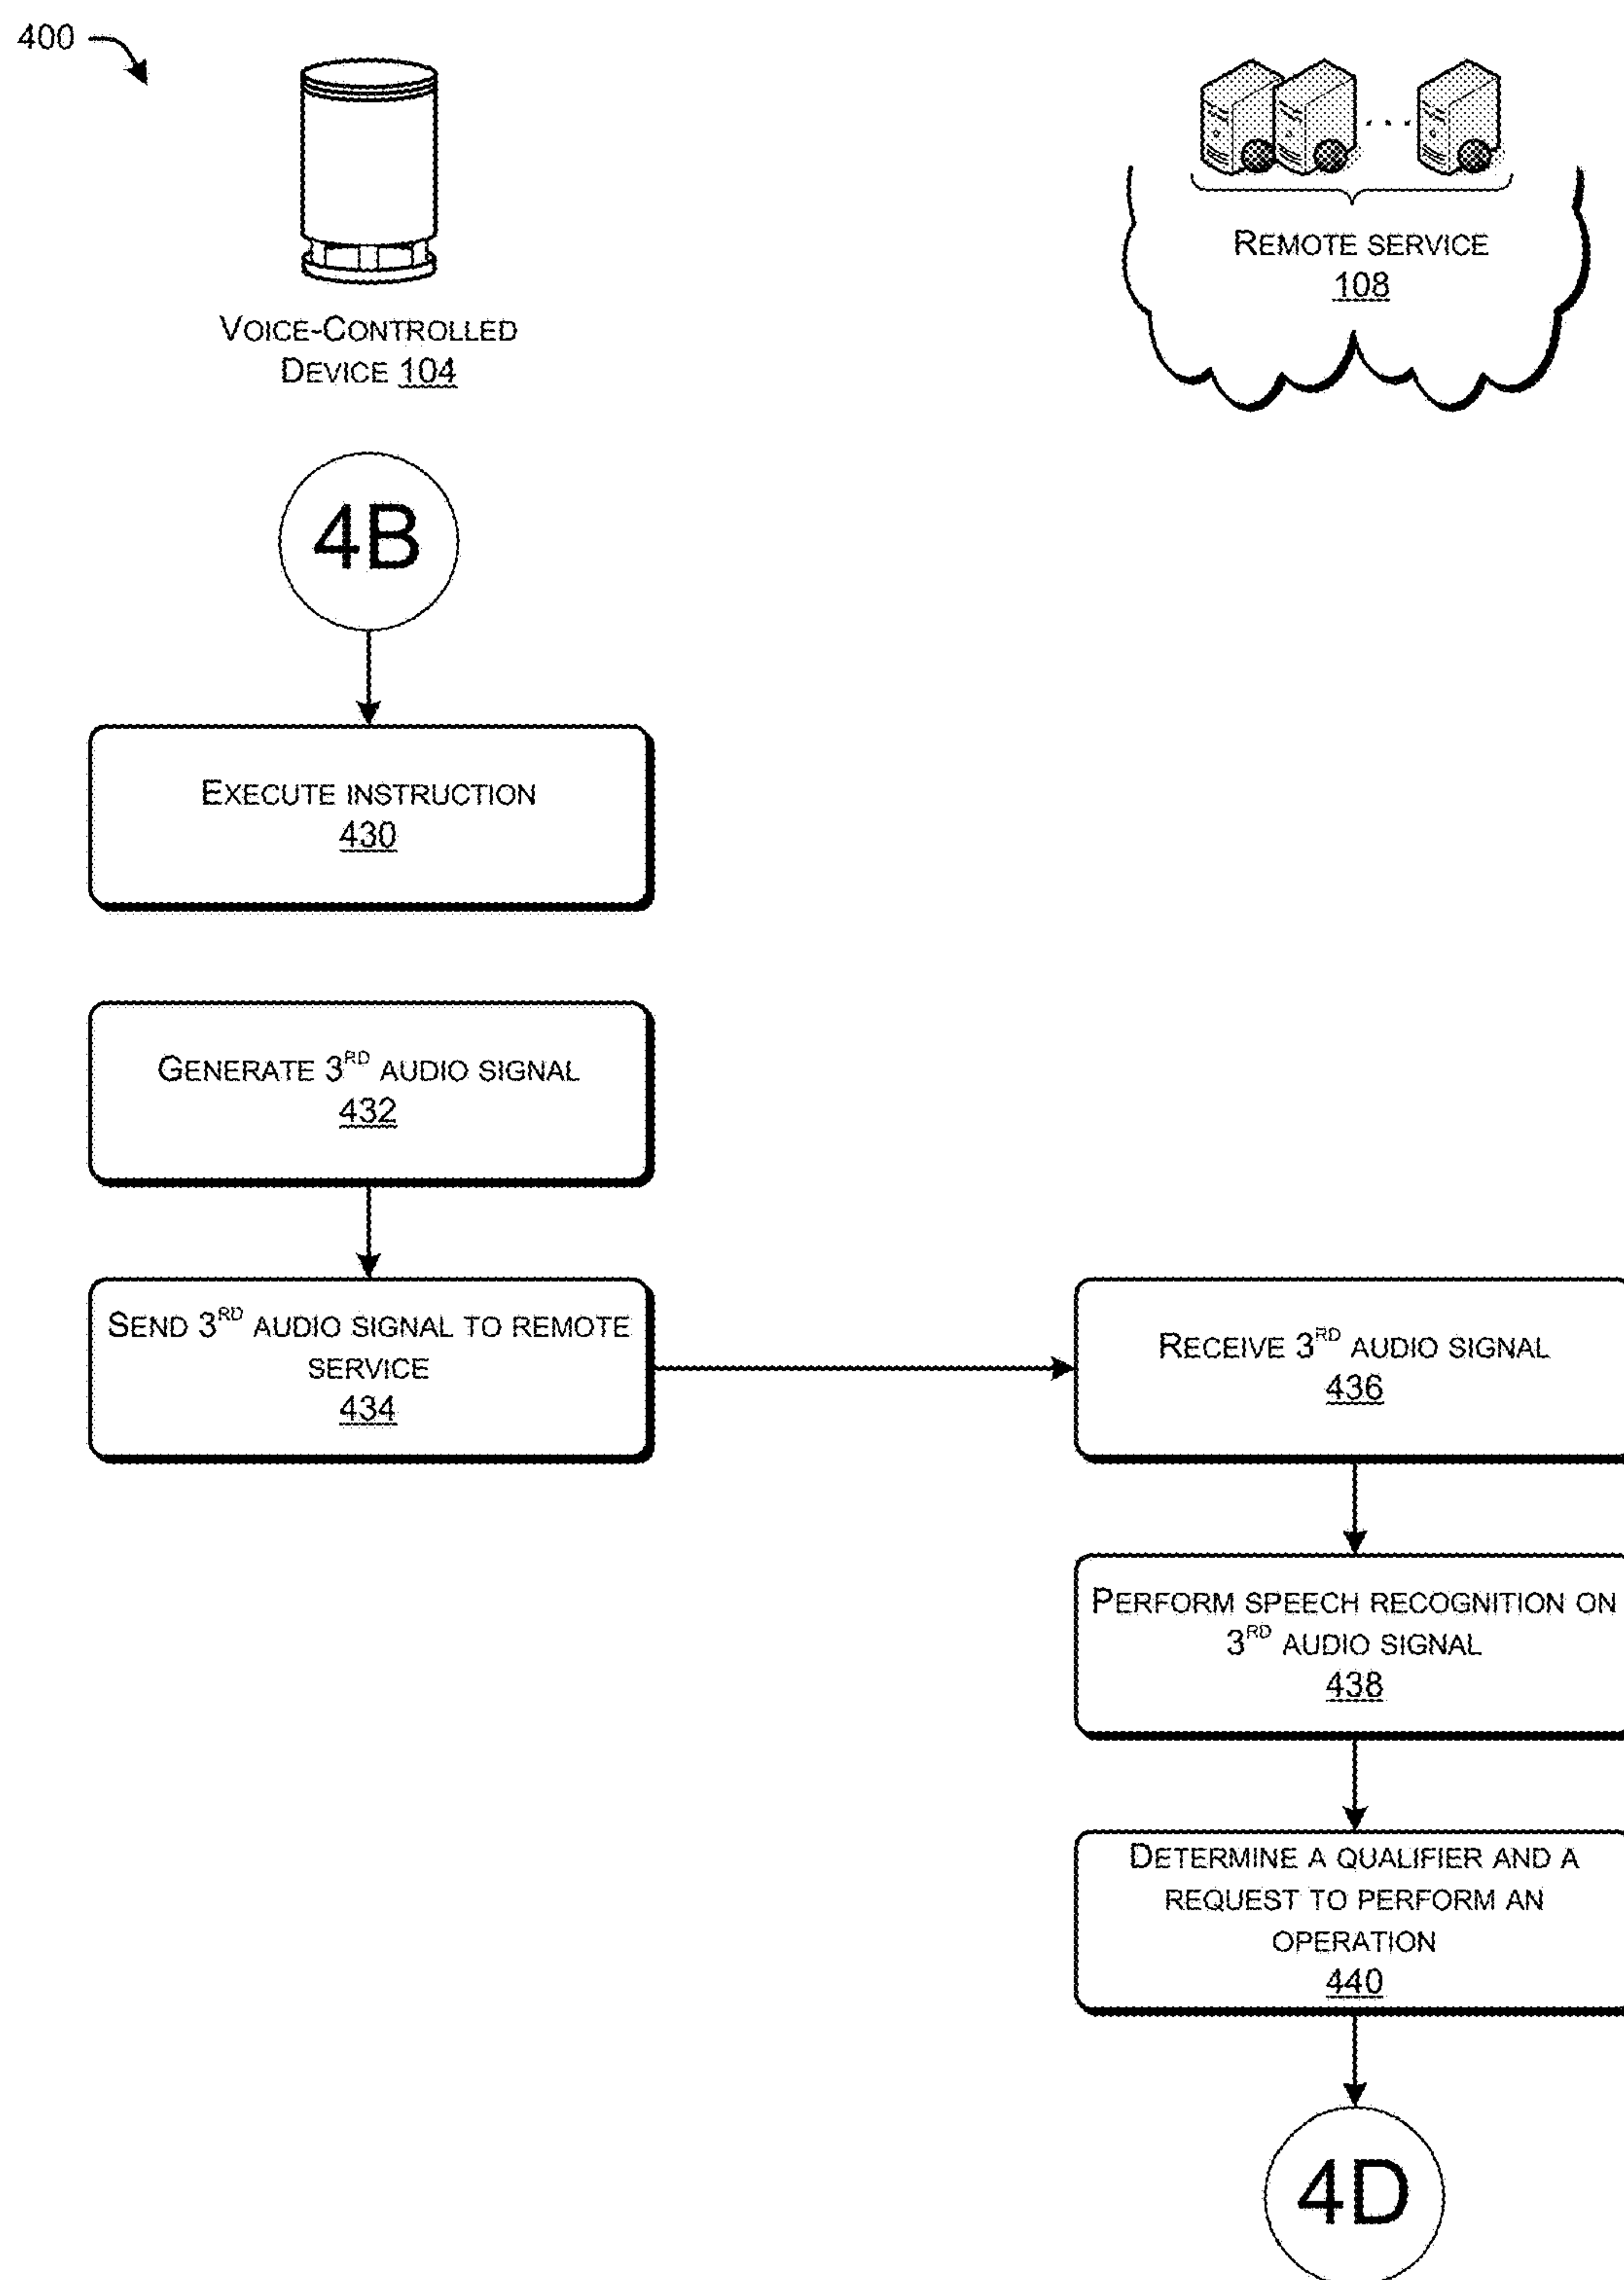 400
VOICE-CONTROLLED
DEVICE 104
REMOTE SERVICE
108
4B
EXECUTE INSTRUCTION
430
GENERATE 3RD AUDIO SIGNAL
432
SEND 3RD AUDIO SIGNAL TO REMOTE
SERVICE
434
RECEIVE 3RD AUDIO SIGNAL
436
PERFORM SPEECH RECOGNITION ON
3RD AUDIO SIGNAL
438
DETERMINE A QUALIFIER AND A
REQUEST TO PERFORM AN
OPERATION
440
4D